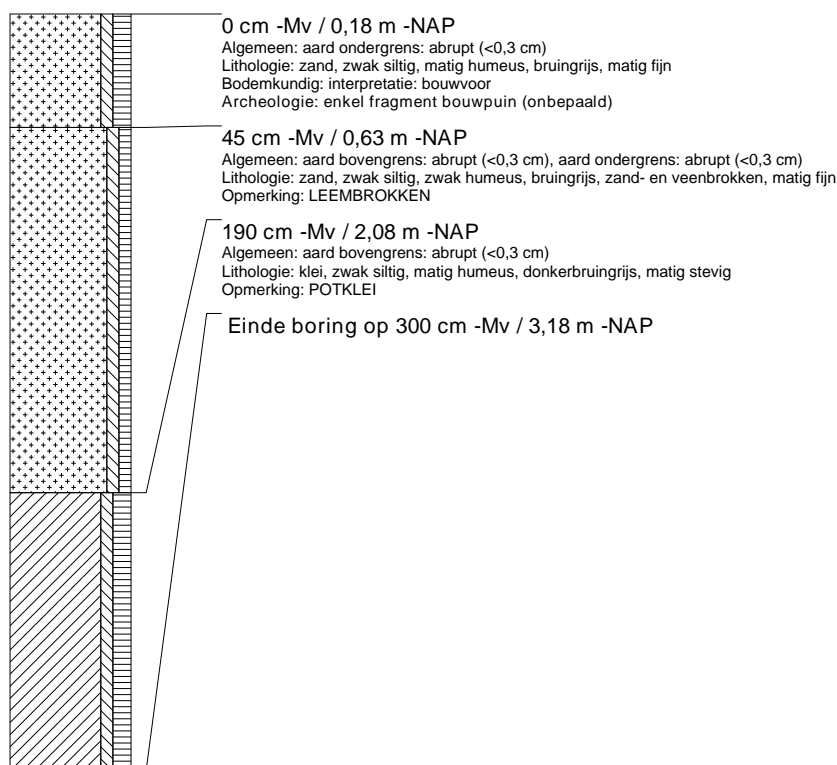 0 cm -Mv / 0,18 m -NAP
Algemeen: aard ondergrens: abrupt (<0,3 cm)
Lithologie: zand, zwak siltig, matig humeus, bruingrijs, matig fijn
Bodemkundig: interpretatie: bouwvoor
Archeologie: enkel fragment bouwpuin (onbepaald)
45 cm -Mv / 0,63 m -NAP
Algemeen: aard bovengrens: abrupt (<0,3 cm), aard ondergrens: abrupt (<0,3 cm)
Lithologie: zand, zwak siltig, zwak humeus, bruingrijs, zand- en veenbrokken, matig fijn
Opmerking: LEEMBROKKEN
190 cm -Mv / 2,08 m -NAP
Algemeen: aard bovengrens: abrupt (<0,3 cm)
Lithologie: klei, zwak siltig, matig humeus, donkerbruingrijs, matig stevig
Opmerking: POTKLEI
Einde boring op 300 cm -Mv / 3,18 m -NAP